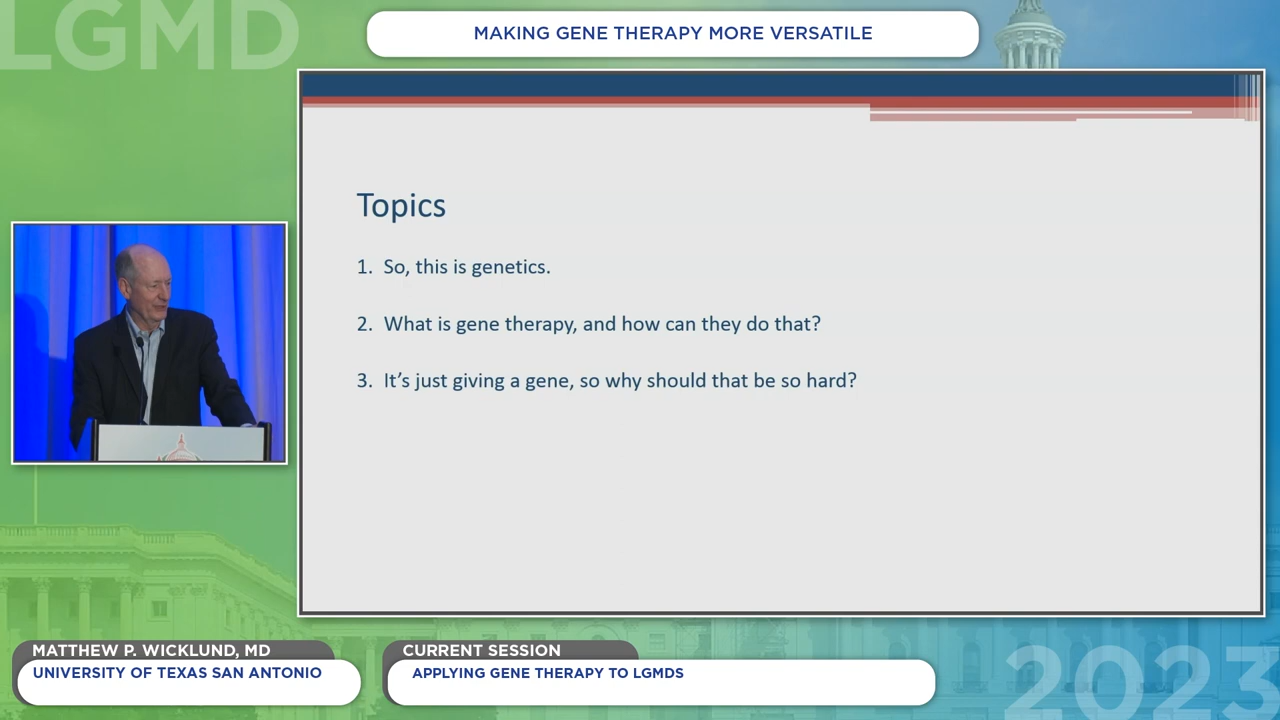 LGMD
MAKING GENE THERAPY MORE VERSATILE
Topics
1. So, this is genetics.
2. What is gene therapy, and how can they do that?
3. It’s just giving a gene, so why should that be so hard?
MATTHEW P. WICKLUND, MD
UNIVERSITY OF TEXAS SAN ANTONIO
CURRENT SESSION
APPLYING GENE THERAPY TO LGMDS
2023